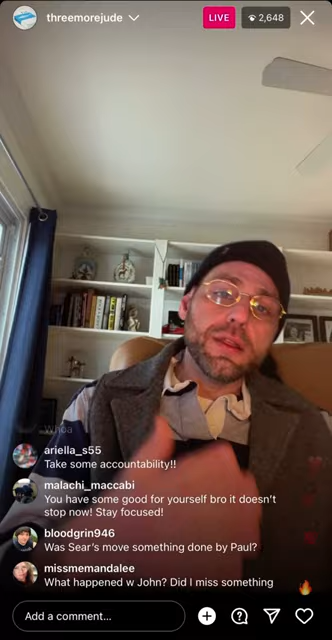 threemorejude
LIVE
2,648
Whoa
ariella_s55
Take some accountability!!
malachi_maccabi
You have some good for yourself bro it doesn't
stop now! Stay focused!
bloodgrin946
Was Sear's move something done by Paul?
missmemandalee
What happened w John? Did I miss something
Add a comment...